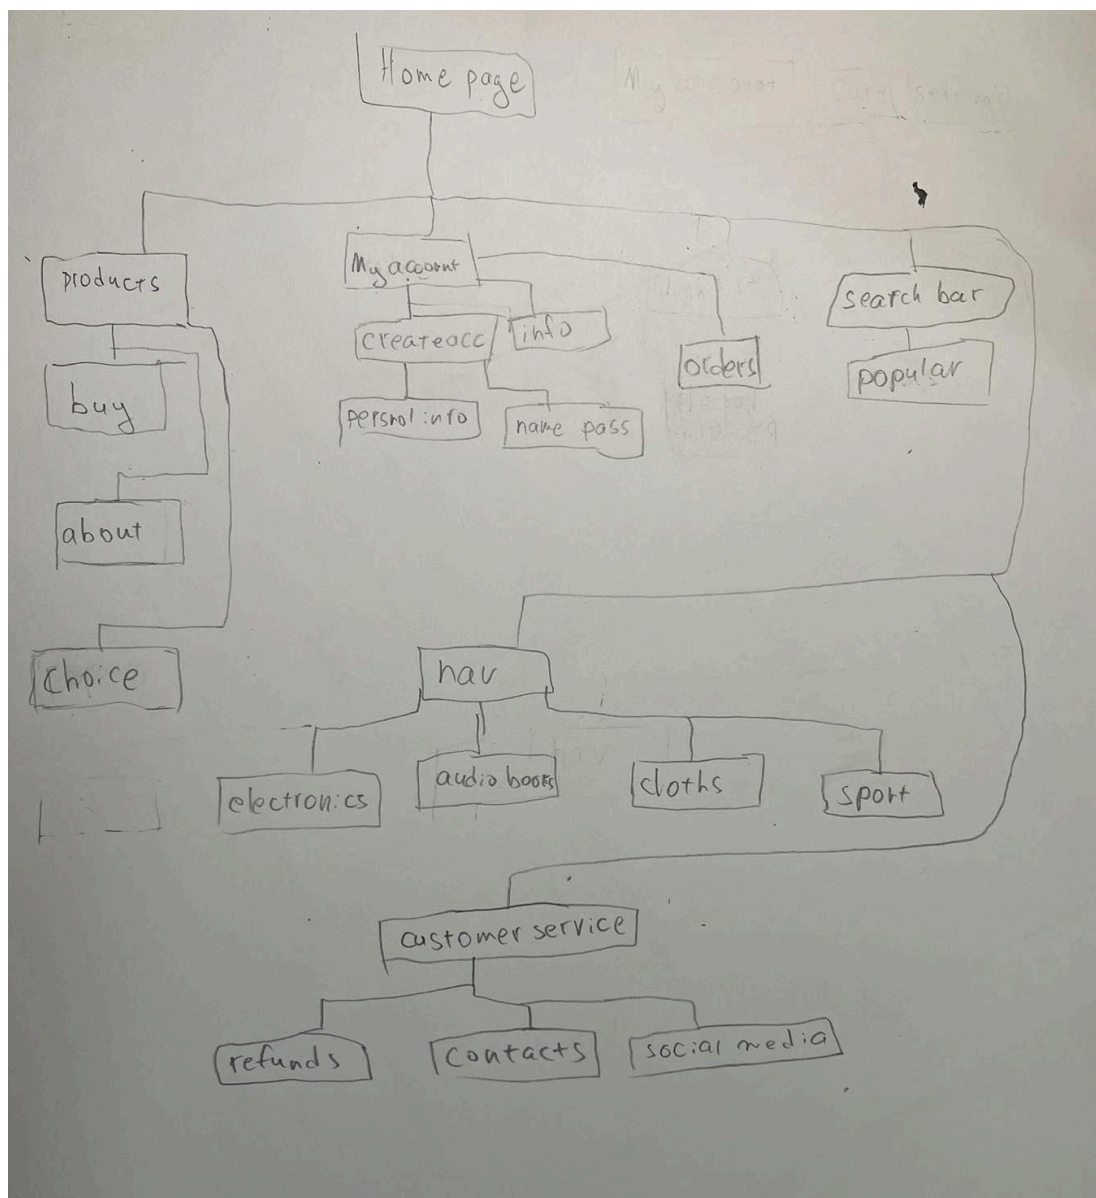 Home page
products
My account
search bar
createacc
info
orders
popular
buy
persnol info
name pass
about
Choice
nav
electronics
audio books
cloths
sport
customer service
refunds
contacts
social media